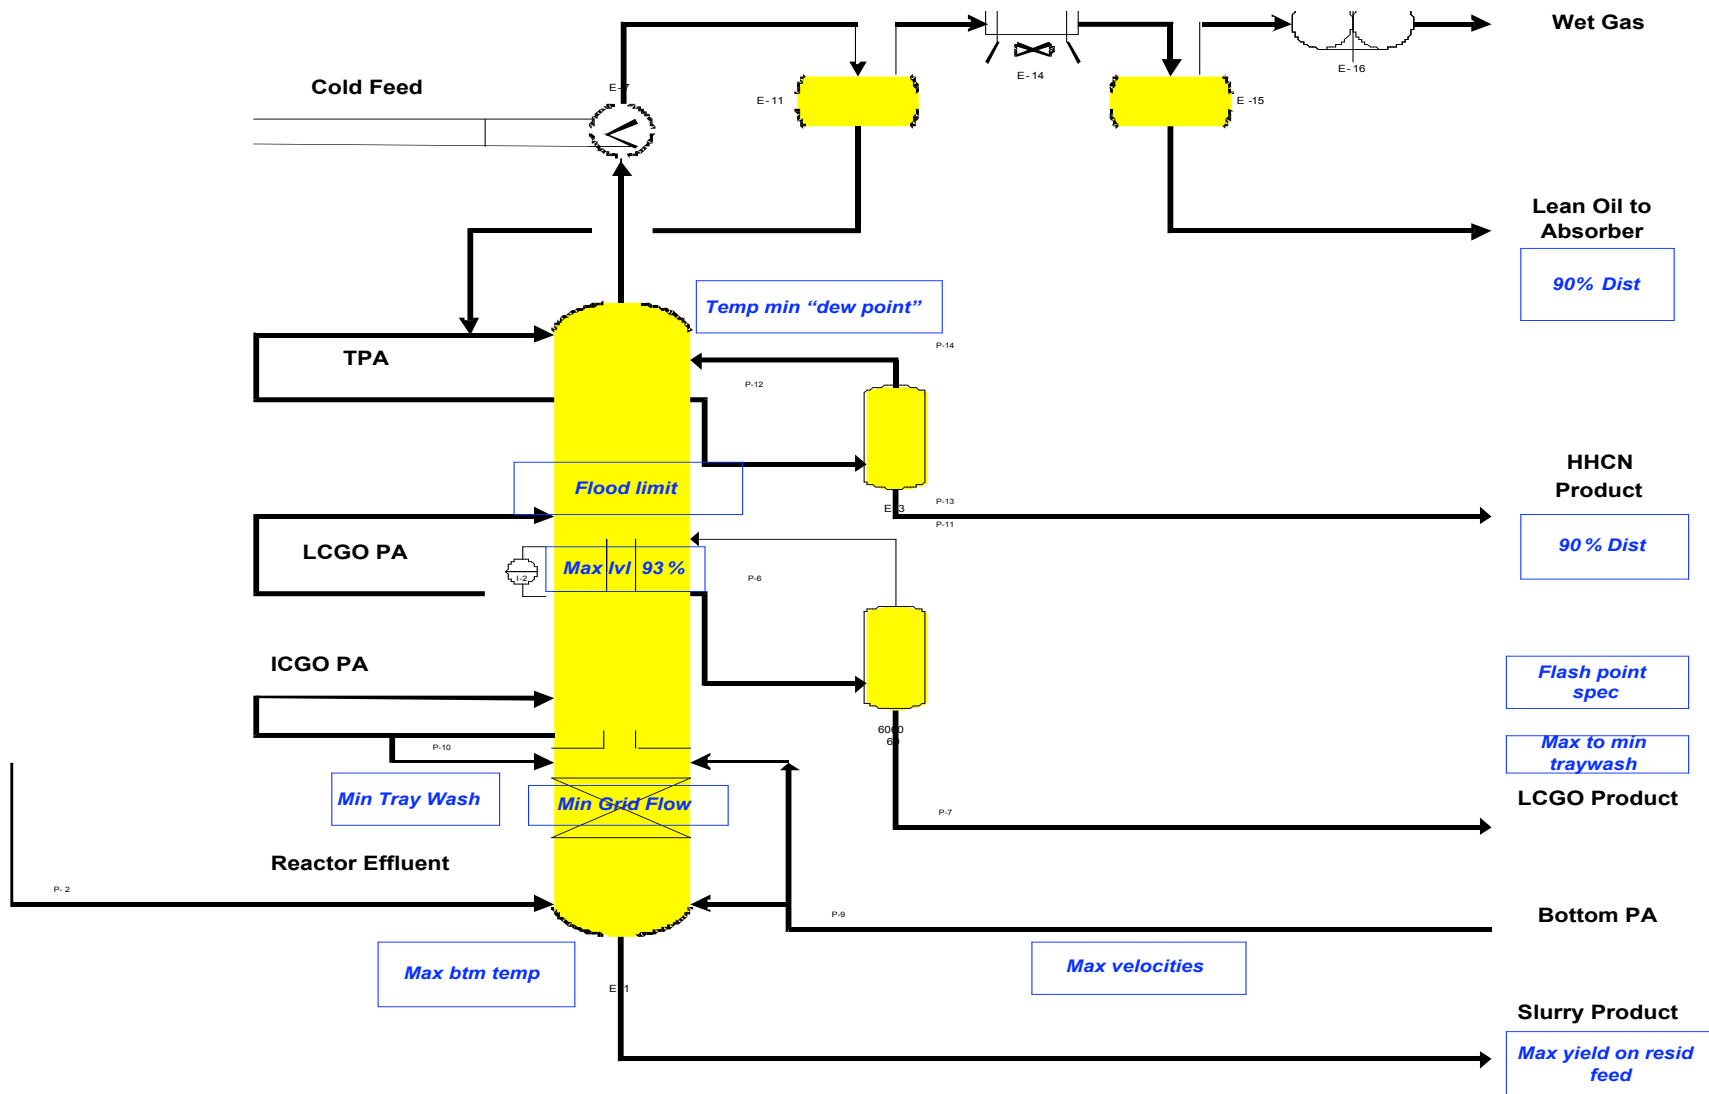 Wet Gas
E-14
E-16
Cold Feed
E-7
E-11
E -15
Lean Oil to
Absorber
90% Dist
Temp min “dew point”
P-14
TPA
P-12
HHCN
Product
Flood limit
P-13
P-11
90% Dist
LCGO PA
I-2
Max lvl 93%
P-6
ICGO PA
Flash point
spec
P-10
Max to min
traywash
Min Tray Wash
Min Grid Flow
LCGO Product
P-7
Reactor Effluent
P- 2
P-9
Bottom PA
Max btm temp
Max velocities
Slurry Product
Max yield on resid
feed